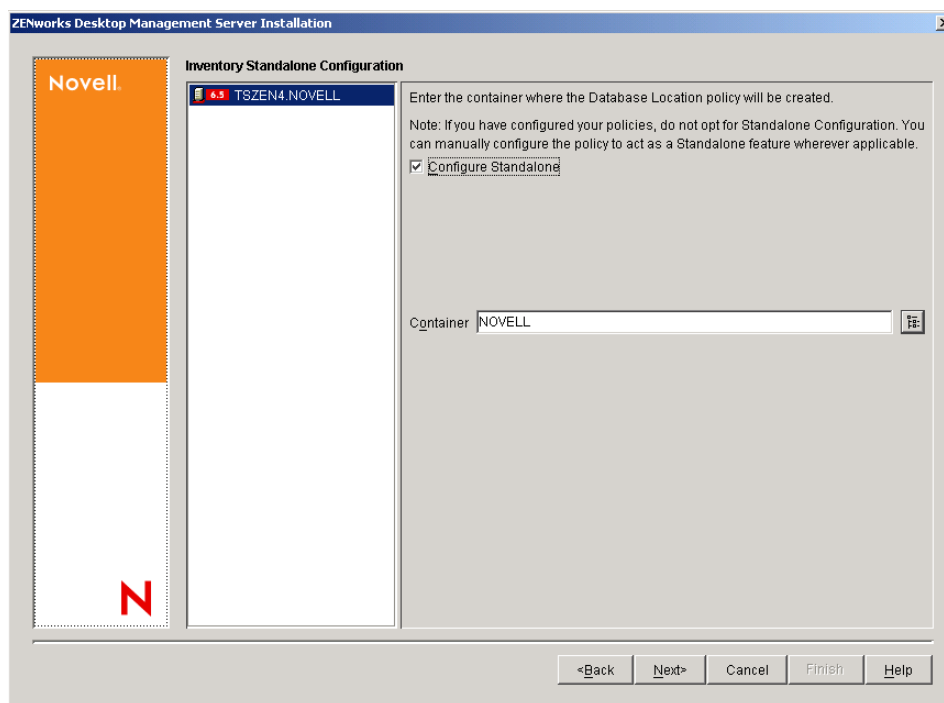 ZENworks Desktop Management Server Installation
Novell.
Inventory Standalone Configuration
6.5 TSZEN4.NOVELL
Enter the container where the Database Location policy will be created.
Note: If you have configured your policies, do not opt for Standalone Configuration. You
can manually configure the policy to act as a Standalone feature wherever applicable.
Configure Standalone
Container NOVELL
N
<Back Next> Cancel Finish Help